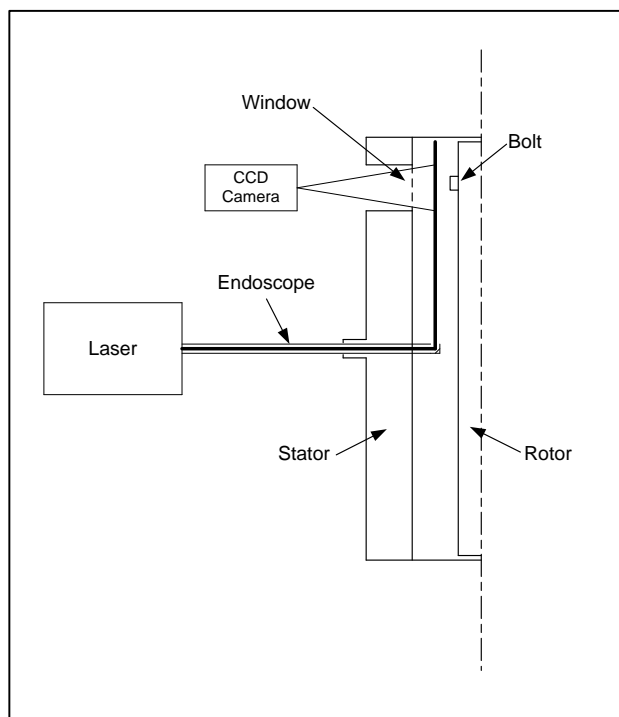 Window
Bolt
CCD
Camera
Endoscope
Laser
Stator
Rotor